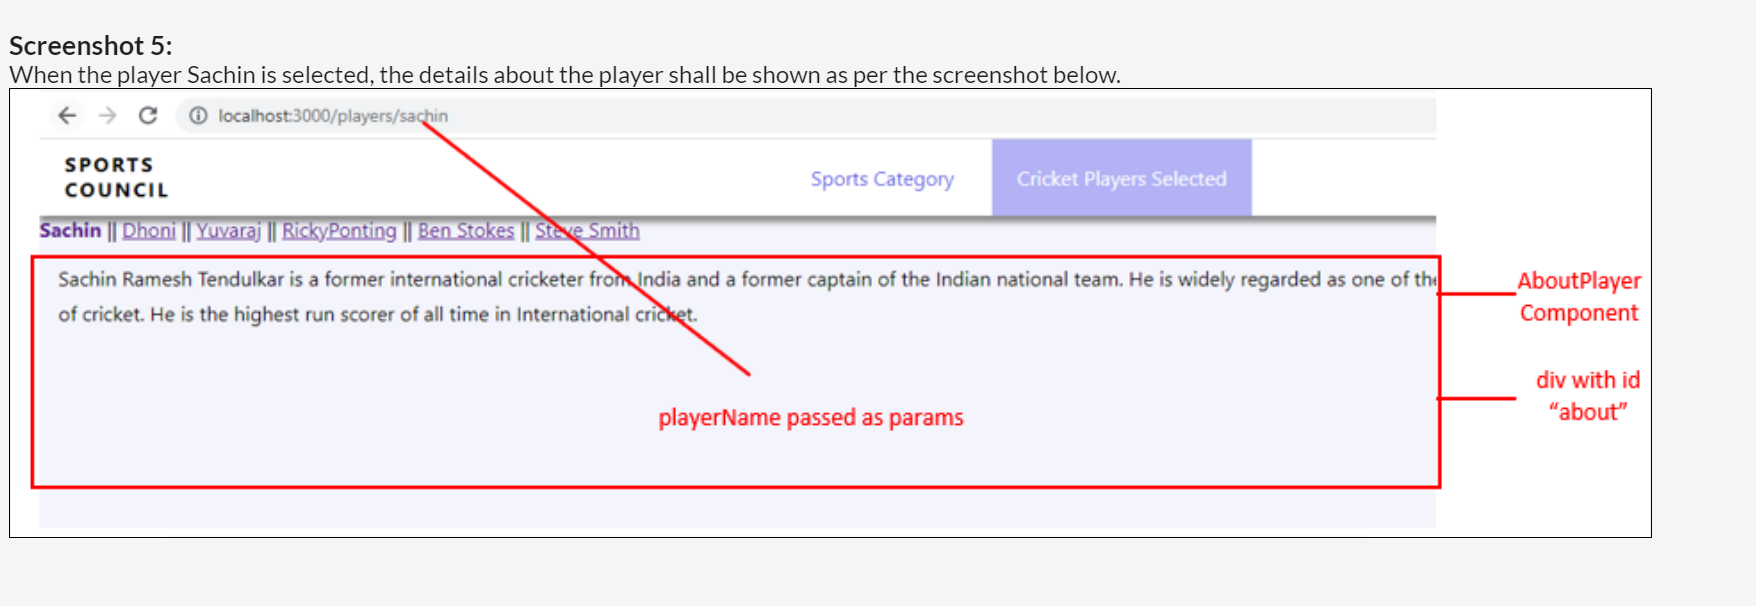 Screenshot 5:
When the player Sachin is selected, the details about the player shall be shown as per the screenshot below.
localhost:3000/players/sachin
SPORTS
COUNCIL
Sports Category
Cricket Players Selected
Sachin || Dhoni || Yuvaraj || RickyPonting || Ben Stokes || Steve Smith
Sachin Ramesh Tendulkar is a former international cricketer from India and a former captain of the Indian national team. He is widely regarded as one of the
of cricket. He is the highest run scorer of all time in International cricket.
AboutPlayer
Component
div with id
“about”
playerName passed as params